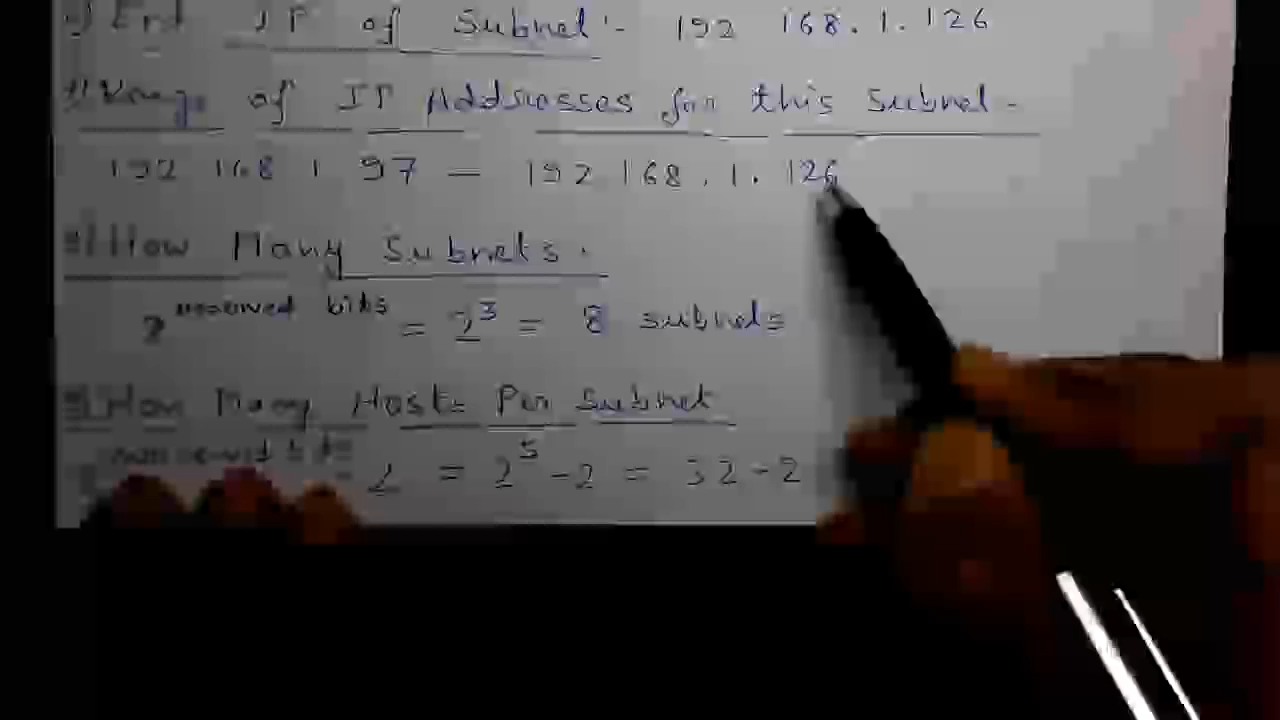 End IP of Subnet:- 192 168.1.126
Range of IP Addresses for this Subnet -
192 168 1 97 — 192 168.1.126
How Many Subnets.
2 reserved bits = 2³ = 8 subnets
How Many Hosts Per Subnet
2 = 2⁵ - 2 = 32 - 2